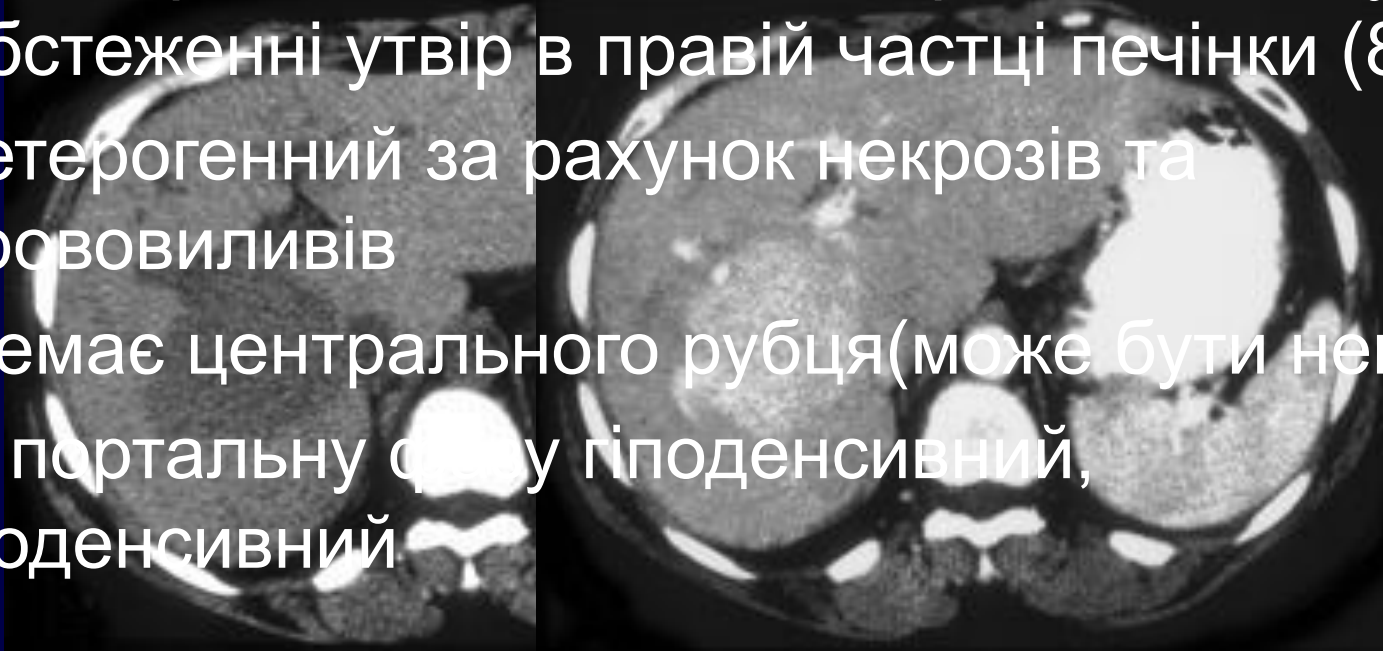 бстеженні утвір в правій частці печінки (8
етерогенний за рахунок некрозів та
рововиливів
емає центрального рубця(може бути не
портальну фазу гіподенсивний,
оденсивний